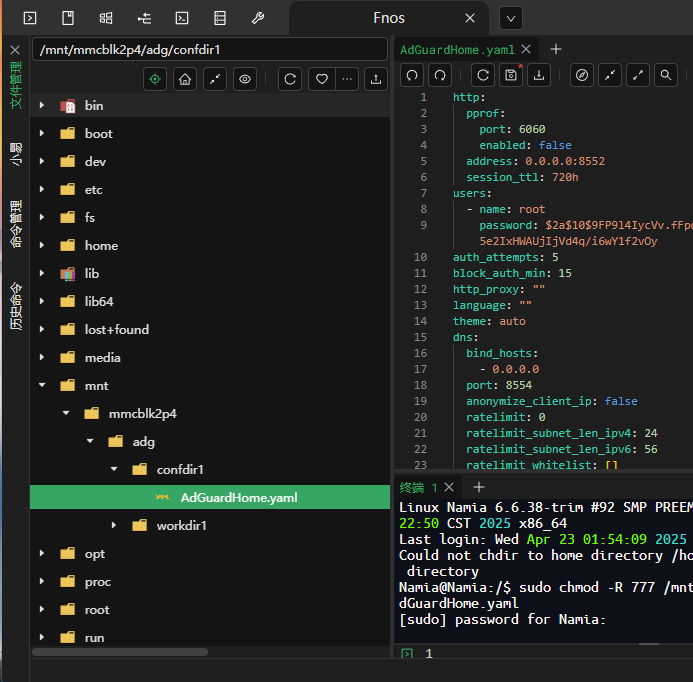 Fnos
文件管理
小易
命令管理
历史命令
/mnt/mmcblk2p4/adg/confdir1
bin
boot
dev
etc
fs
home
lib
lib64
lost+found
media
mnt
mmcblk2p4
adg
confdir1
AdGuardHome.yaml
workdir1
opt
proc
root
run
AdGuardHome.yaml
1 http:
2 pprof:
3 port: 6060
4 enabled: false
5 address: 0.0.0.0:8552
6 session_ttl: 720h
7 users:
8 - name: root
9 password: $2a$10$9FP9l4IycVv.fFpd
5e2IxHWAUjIjVd4q/i6wY1f2vOy
10 auth_attempts: 5
11 block_auth_min: 15
12 http_proxy: ""
13 language: ""
14 theme: auto
15 dns:
16 bind_hosts:
17 - 0.0.0.0
18 port: 8554
19 anonymize_client_ip: false
20 ratelimit: 0
21 ratelimit_subnet_len_ipv4: 24
22 ratelimit_subnet_len_ipv6: 56
23 ratelimit_whitelist: []
终端 1
Linux Namia 6.6.38-trim #92 SMP PREEM
22:50 CST 2025 x86_64
Last login: Wed Apr 23 01:54:09 2025
Could not chdir to home directory /ho
directory
Namia@Namia:/$ sudo chmod -R 777 /mnt
dGuardHome.yaml
[sudo] password for Namia:
1